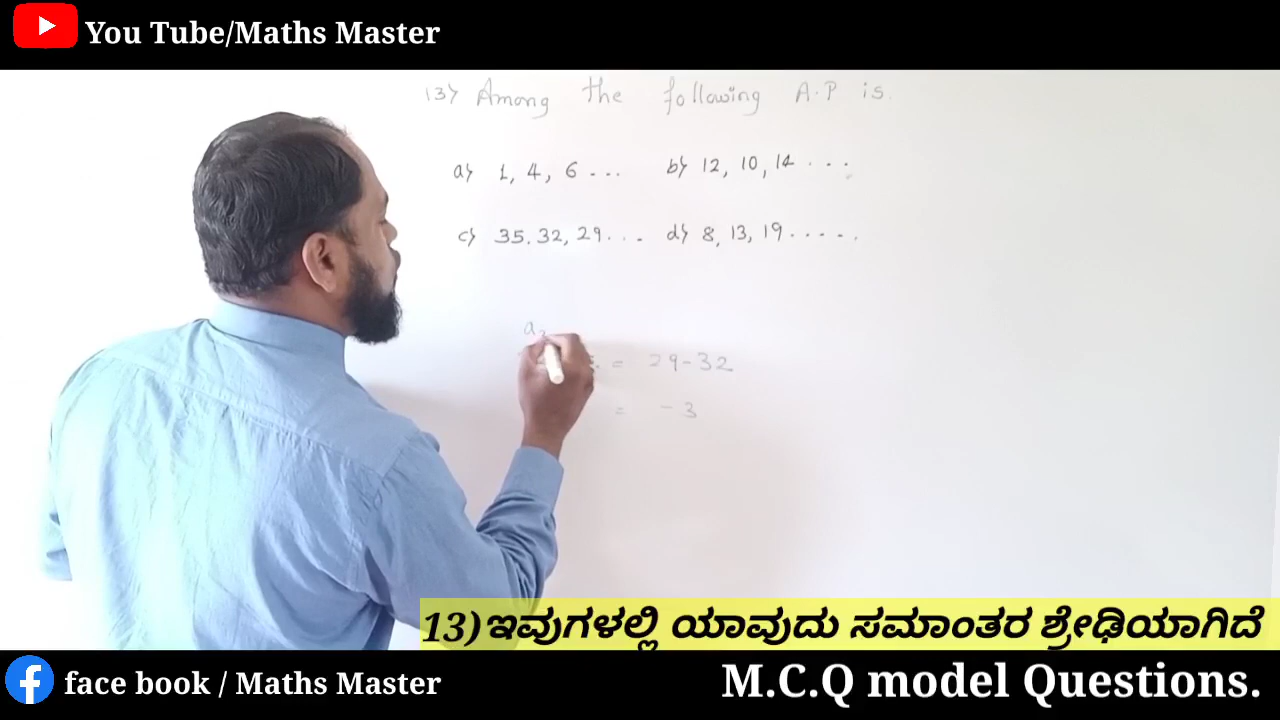 You Tube/Maths Master
13) Among the following A.P is.
a) 1, 4, 6 ... b) 12, 10, 14 ...
c) 35. 32, 29... d) 8, 13, 19 .....
a
= 29-32
= -3
13)ಇವುಗಳಲ್ಲಿ ಯಾವುದು ಸಮಾಂತರ ಶ್ರೇಢಿಯಾಗಿದೆ
face book / Maths Master
M.C.Q model Questions.